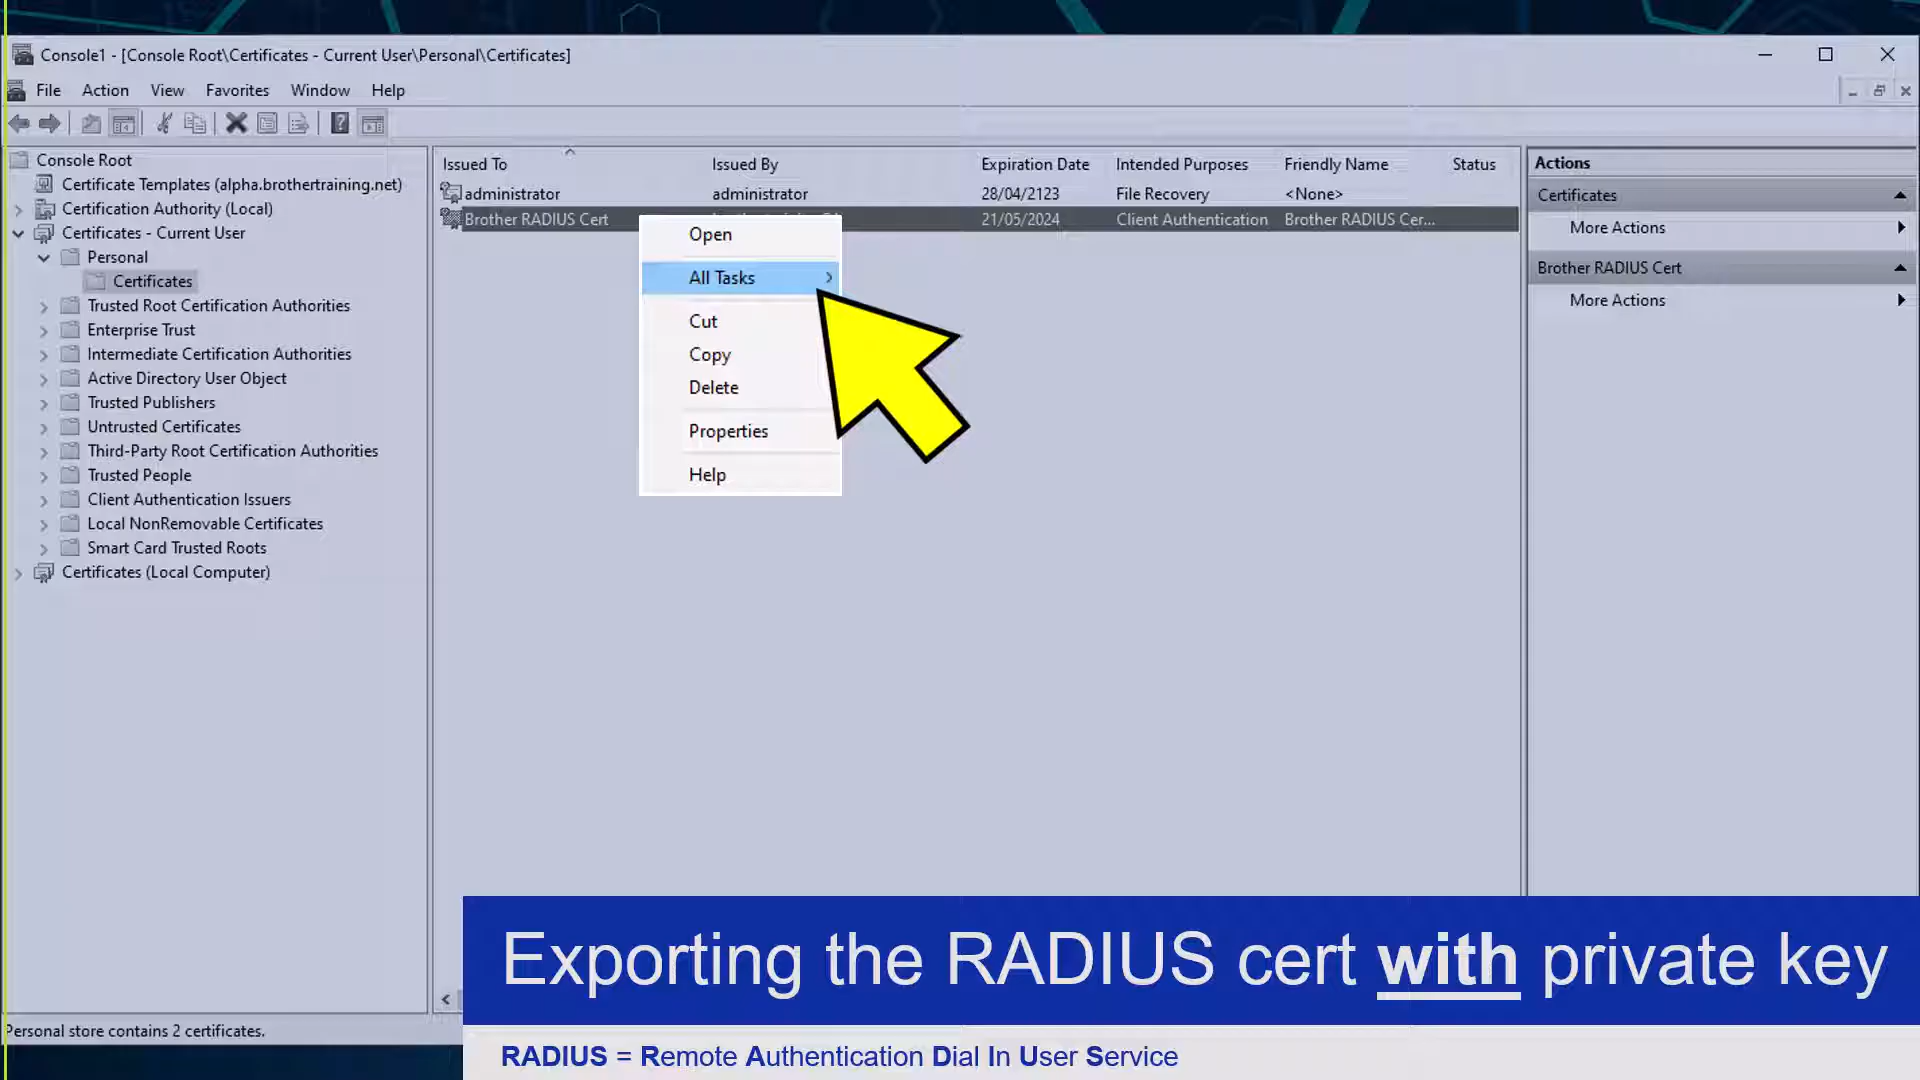 Console1 - [Console Root\Certificates - Current User\Personal\Certificates]
File Action View Favorites Window Help
Console Root
Certificate Templates (alpha.brothertraining.net)
Certification Authority (Local)
Certificates - Current User
Personal
Certificates
Trusted Root Certification Authorities
Enterprise Trust
Intermediate Certification Authorities
Active Directory User Object
Trusted Publishers
Untrusted Certificates
Third-Party Root Certification Authorities
Trusted People
Client Authentication Issuers
Local NonRemovable Certificates
Smart Card Trusted Roots
Certificates (Local Computer)
Issued To Issued By Expiration Date Intended Purposes Friendly Name Status
administrator administrator 28/04/2123 File Recovery <None>
Brother RADIUS Cert 21/05/2024 Client Authentication Brother RADIUS Cer...
Open
All Tasks
Cut
Copy
Delete
Properties
Help
Actions
Certificates
More Actions
Brother RADIUS Cert
More Actions
Personal store contains 2 certificates.
Exporting the RADIUS cert with private key
RADIUS = Remote Authentication Dial In User Service